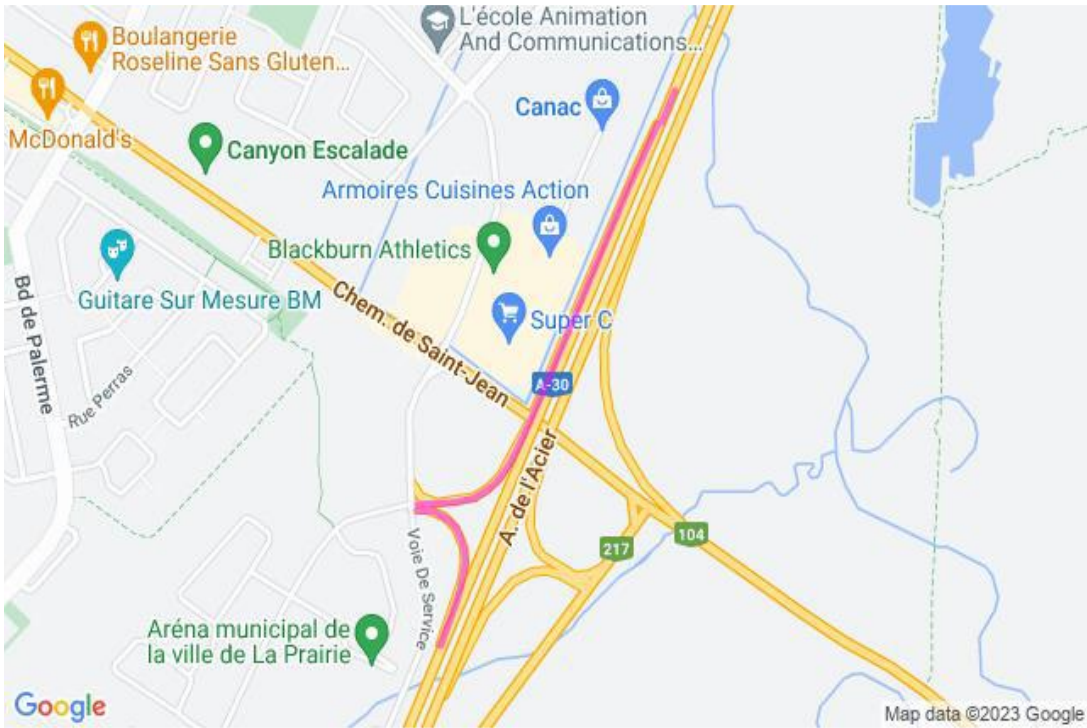 L'école Animation
And Communications...
Boulangerie
Roseline Sans Gluten...
McDonald's
Canac
Canyon Escalade
Armoires Cuisines Action
Blackburn Athletics
Guitare Sur Mesure BM
Chem. de Saint-Jean
Super C
Bd de Palerme
Rue Perras
A-30
A. de l'Acier
Voie De Service
217
104
Aréna municipal de
la ville de La Prairie
Google
Map data ©2023 Google